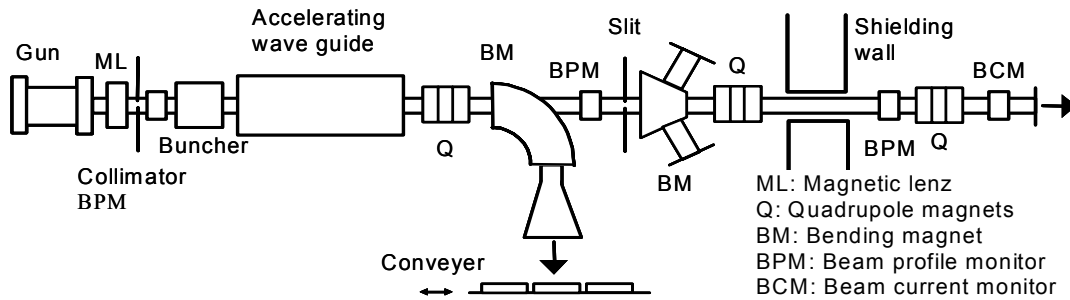 Gun
ML
Accelerating
wave guide
BM
BPM
Slit
Q
Shielding
wall
BCM
Buncher
Collimator
BPM
Q
BM
BPM
Q
Conveyer
ML: Magnetic lenz
Q: Quadrupole magnets
BM: Bending magnet
BPM: Beam profile monitor
BCM: Beam current monitor